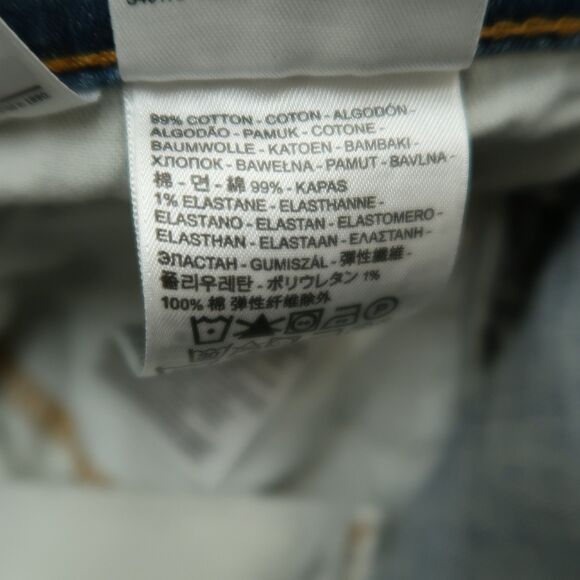 99% COTTON - COTON - ALGODÓN -
ALGODÃO - PAMUK - COTONE -
BAUMWOLLE - KATOEN - BAMBAKI -
ХЛОПОК - BAWEŁNA - PAMUT - BAVLNA -
棉 - 면 - 綿 99% - KAPAS
1% ELASTANE - ELASTHANNE -
ELASTANO - ELASTAN - ELASTOMERO -
ELASTHAN - ELASTAAN - ΕΛΑΣΤΑΝΗ -
ЭЛАСТАН - GUMISZÁL - 弾性纖維 -
폴리우레탄 - ポリウレタン 1%
100% 棉 弹性纤维除外